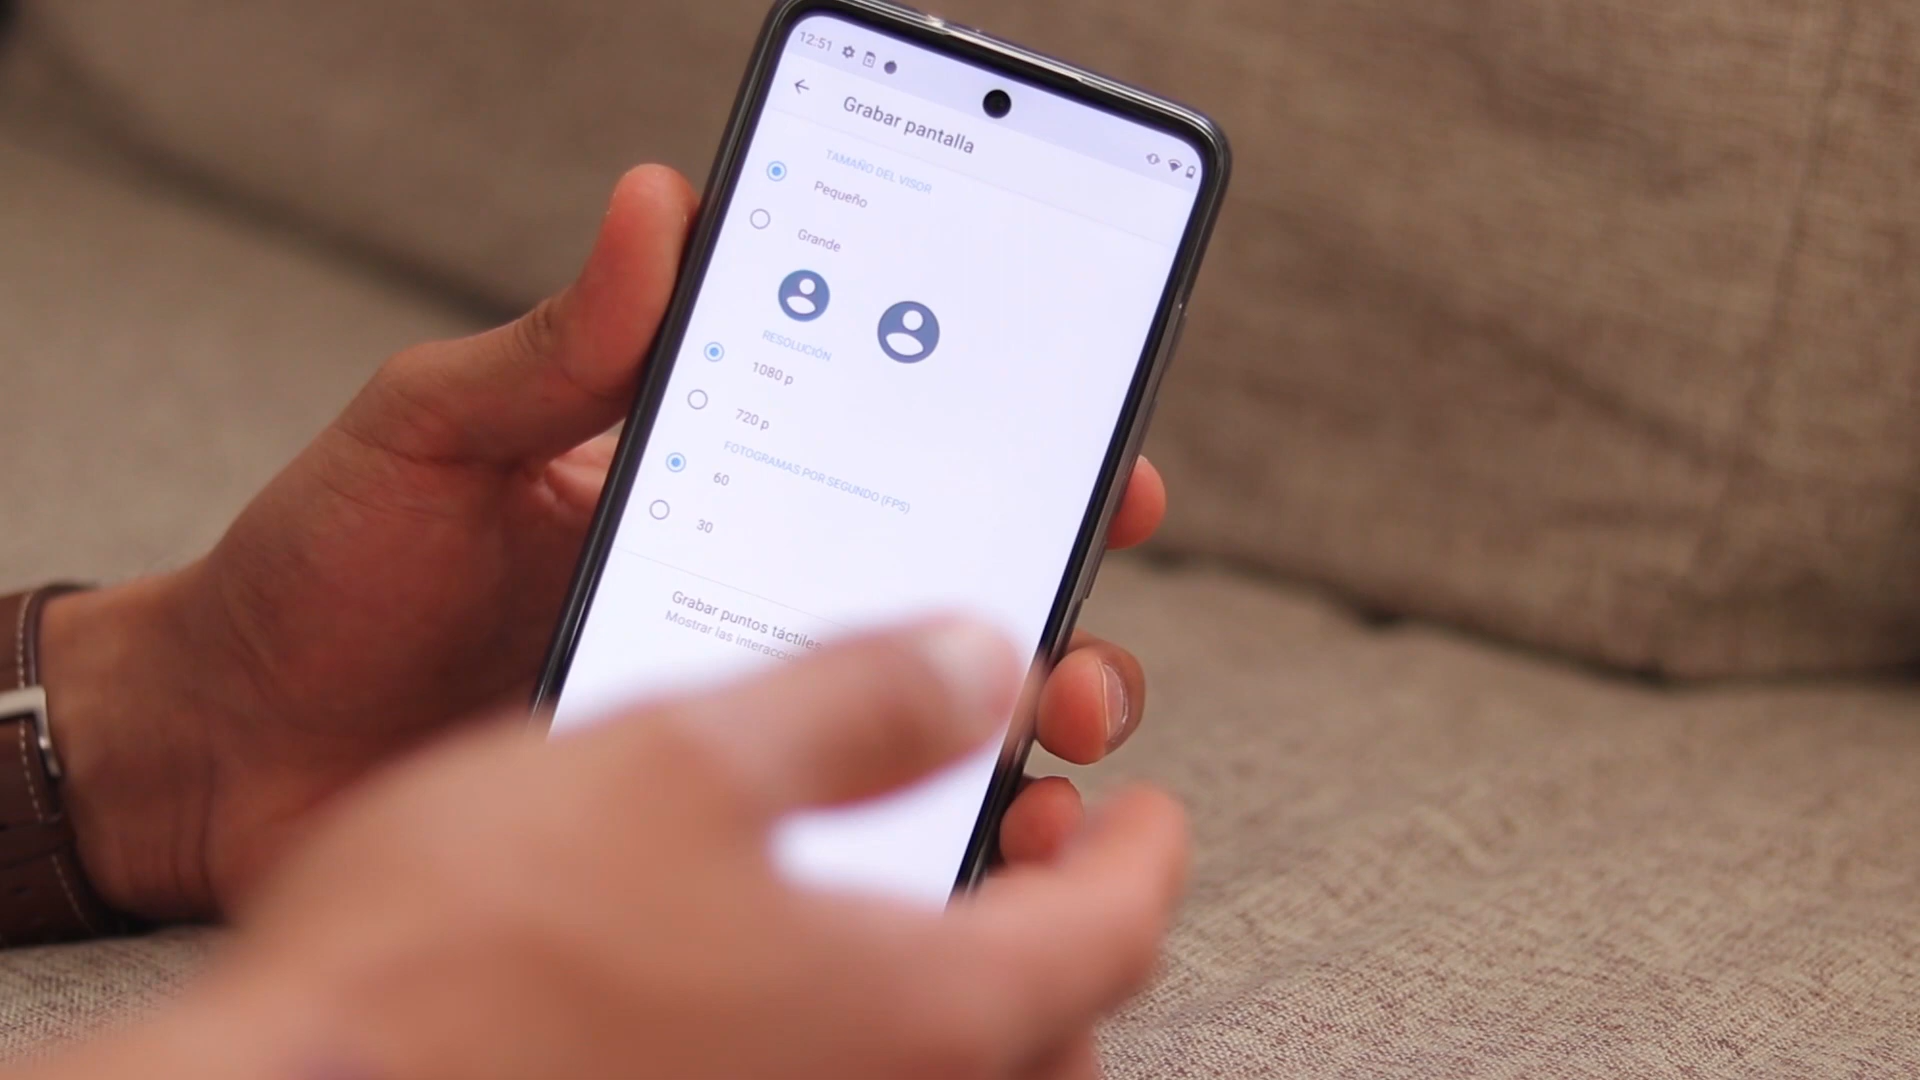 12:51
Grabar pantalla
TAMAÑO DEL VISOR
Pequeño
Grande
RESOLUCIÓN
1080 p
720 p
FOTOGRAMAS POR SEGUNDO (FPS)
60
30
Grabar puntos táctiles
Mostrar las